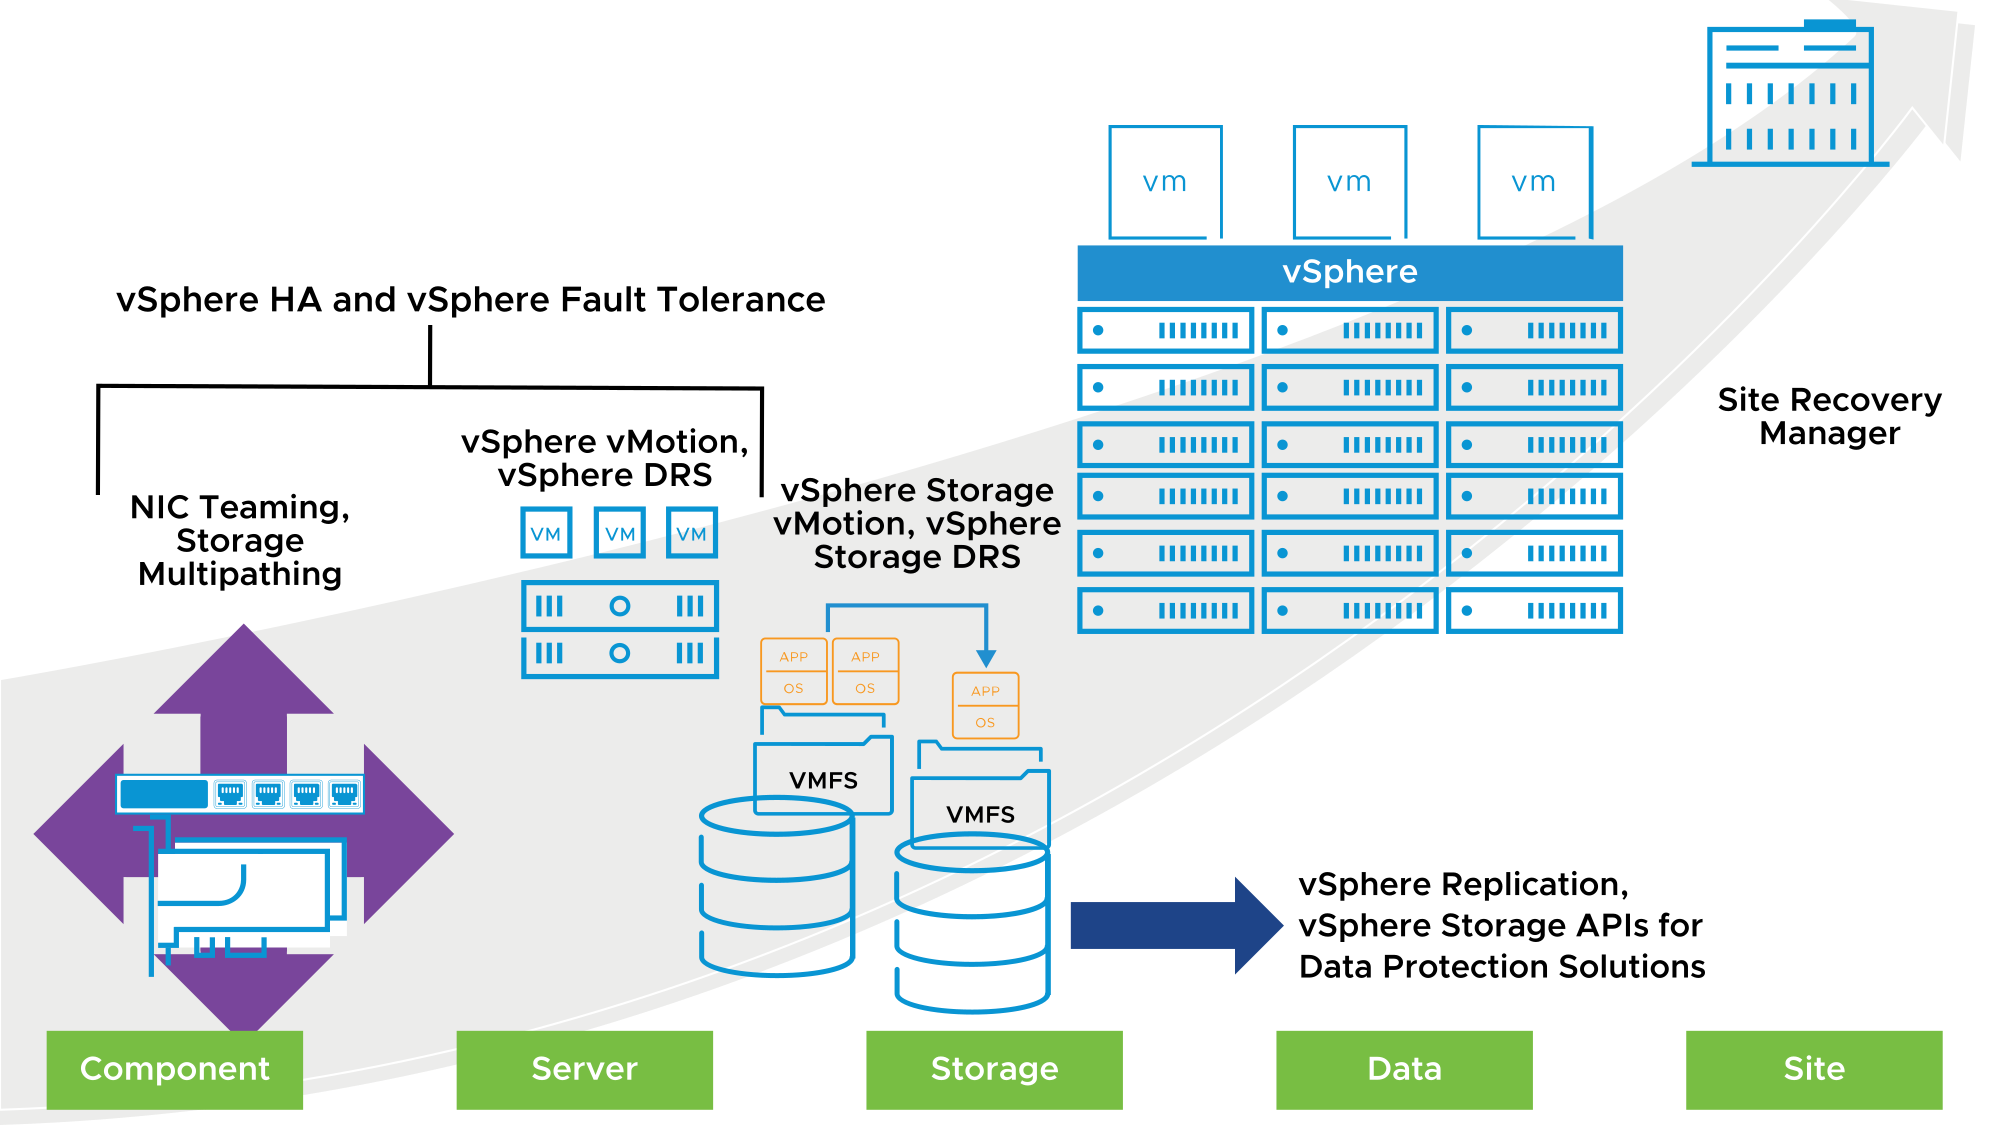 vm
vm
vm
vSphere
vSphere HA and vSphere Fault Tolerance
Site Recovery
Manager
vSphere vMotion,
vSphere DRS
NIC Teaming,
Storage
Multipathing
vSphere Storage
vMotion, vSphere
Storage DRS
VM
VM
VM
APP
OS
APP
OS
APP
OS
VMFS
VMFS
vSphere Replication,
vSphere Storage APIs for
Data Protection Solutions
Component
Server
Storage
Data
Site